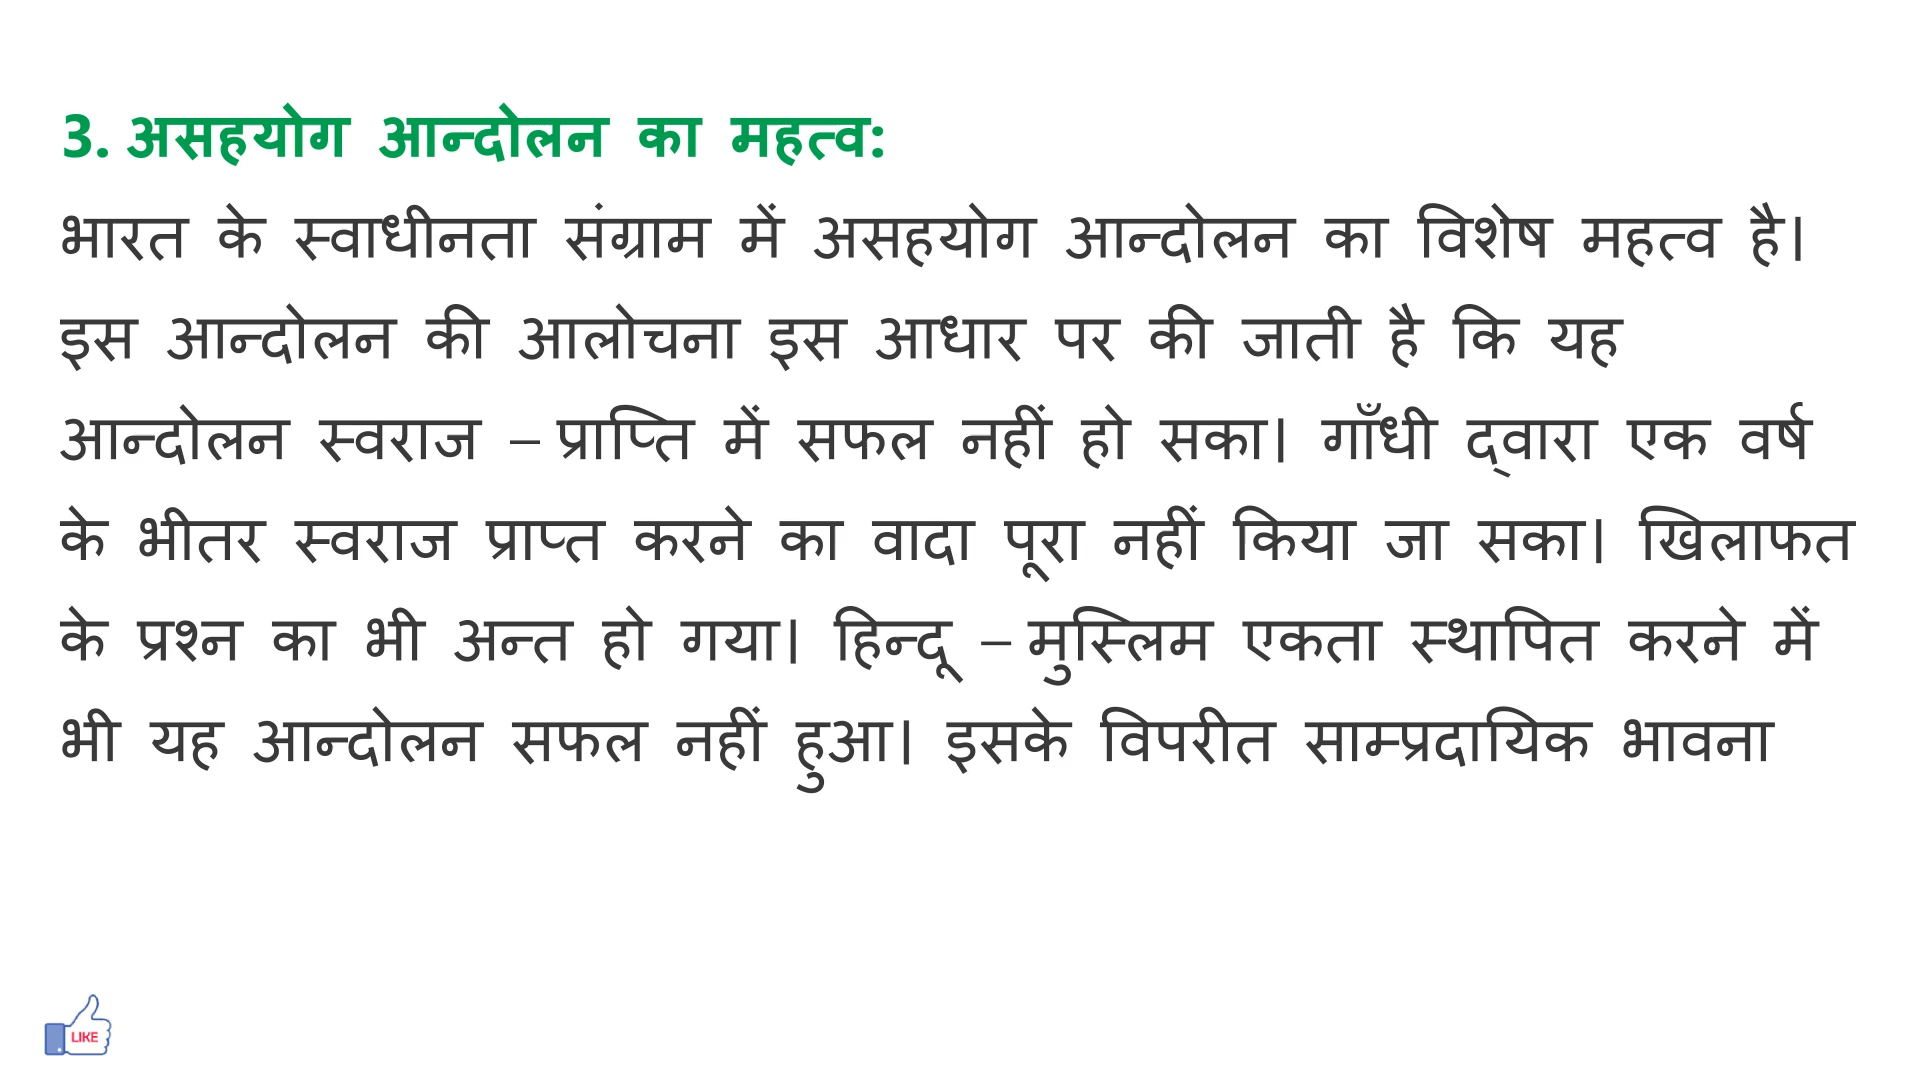 3. असहयोग आन्दोलन का महत्व:
भारत के स्वाधीनता संग्राम में असहयोग आन्दोलन का विशेष महत्व है।
इस आन्दोलन की आलोचना इस आधार पर की जाती है कि यह
आन्दोलन स्वराज – प्राप्ति में सफल नहीं हो सका। गाँधी द्वारा एक वर्ष
के भीतर स्वराज प्राप्त करने का वादा पूरा नहीं किया जा सका। खिलाफत
के प्रश्न का भी अन्त हो गया। हिन्दू – मुस्लिम एकता स्थापित करने में
भी यह आन्दोलन सफल नहीं हुआ। इसके विपरीत साम्प्रदायिक भावना
LIKE